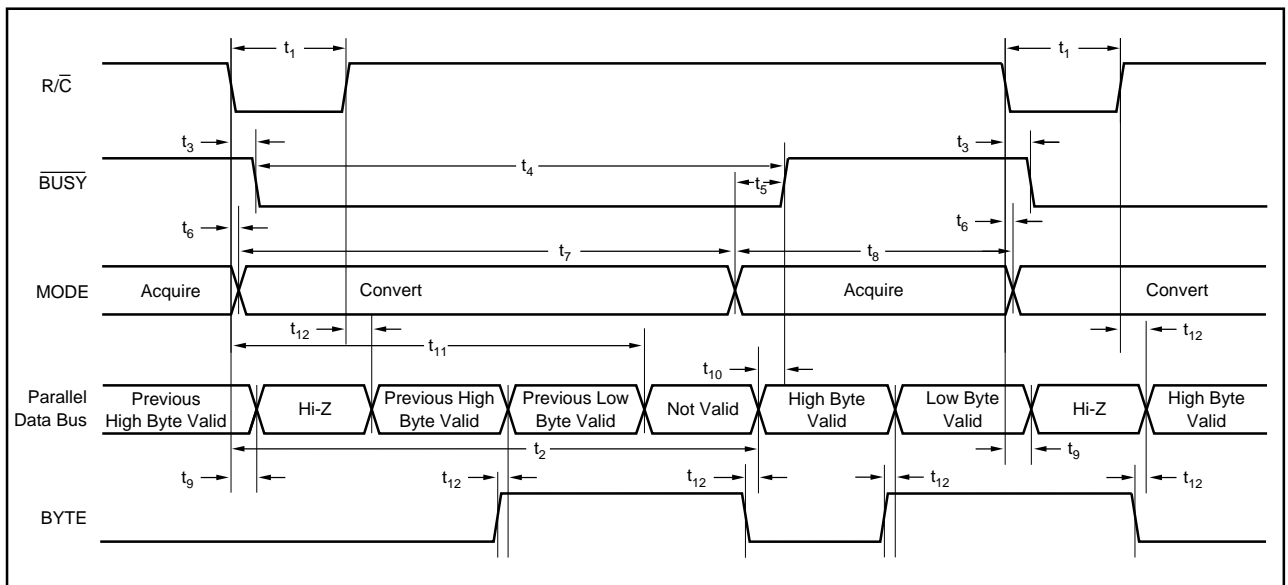 t1 t1
R/C̅
t3 t4 t3
B̅U̅S̅Y̅ t5
t6 t6
t7 t8
MODE Acquire Convert Acquire Convert
t12 t11 t12
t10
Parallel
Data Bus
Previous
High Byte Valid
Hi-Z
Previous High
Byte Valid
Previous Low
Byte Valid
Not Valid
High Byte
Valid
Low Byte
Valid
Hi-Z
High Byte
Valid
t2
t9 t12 t12 t12 t9 t12
BYTE